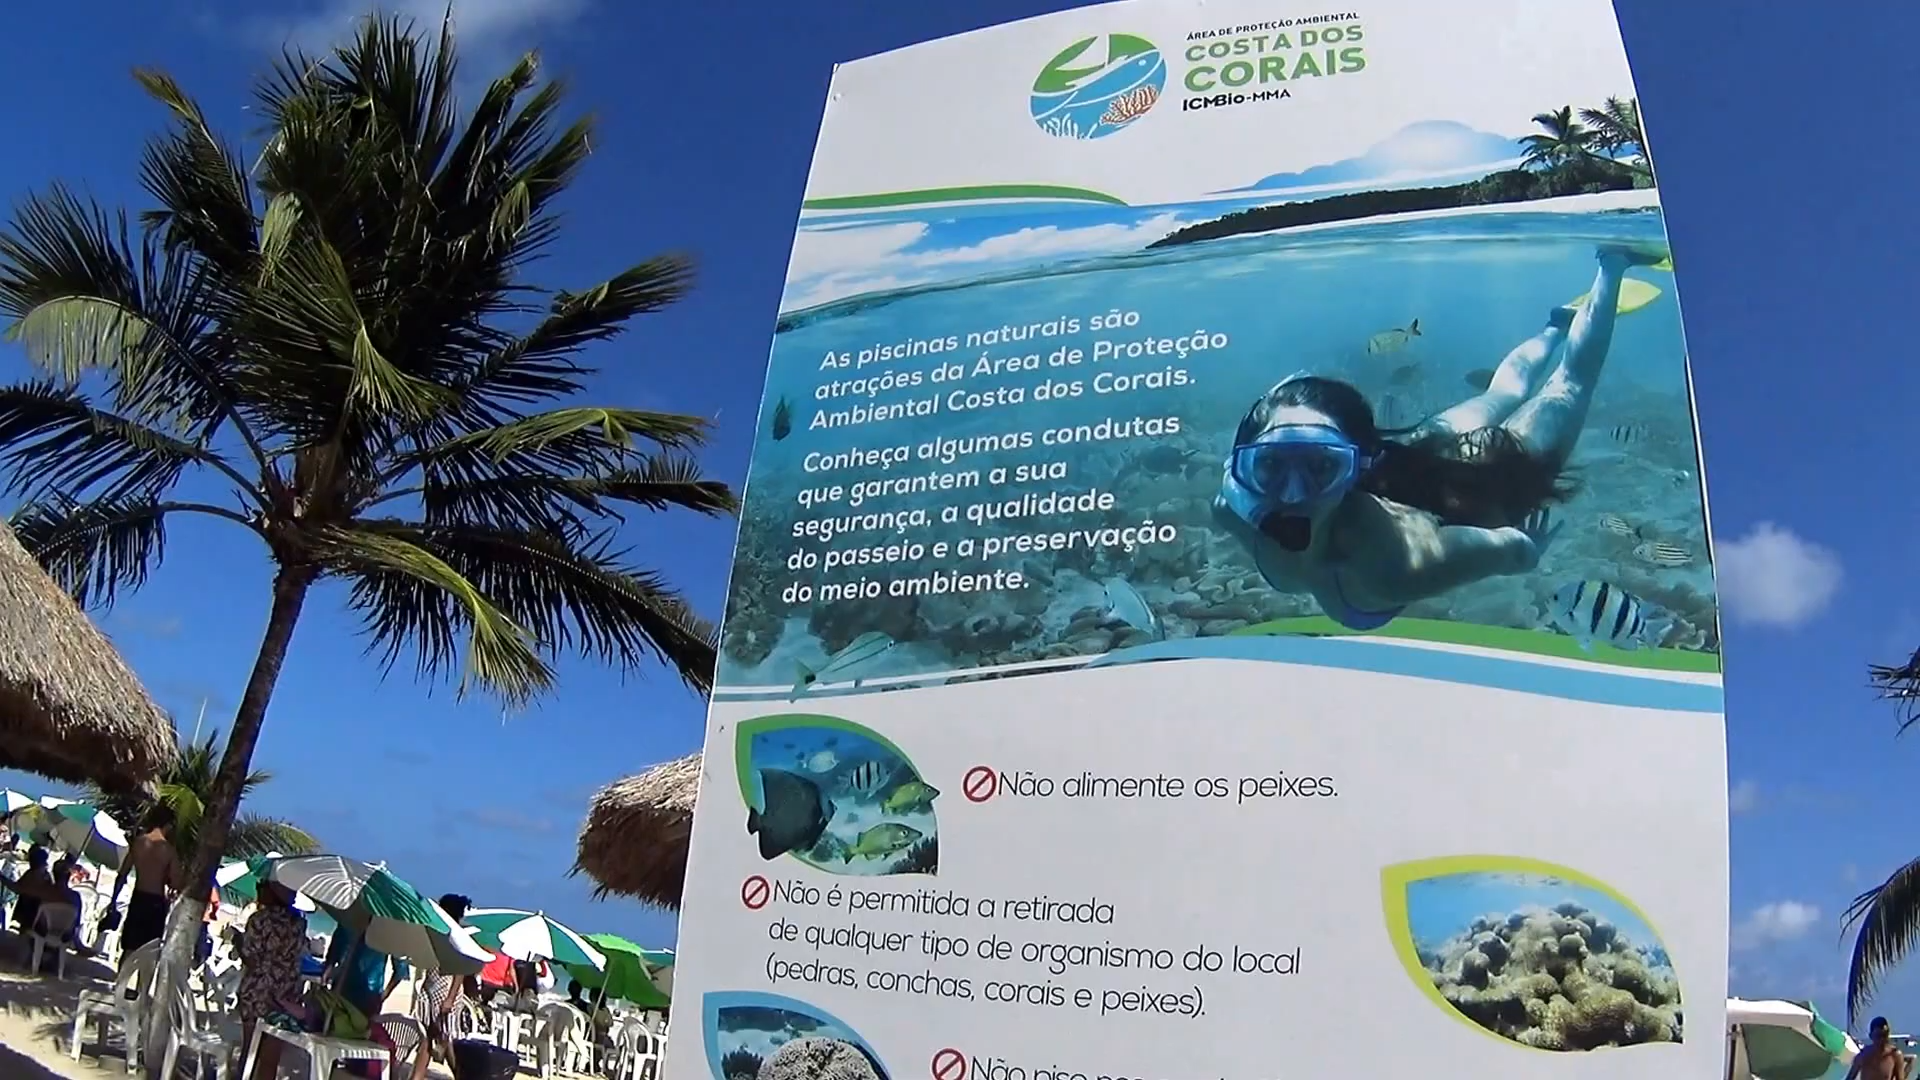 ÁREA DE PROTEÇÃO AMBIENTAL
COSTA DOS
CORAIS
ICMBio-MMA
As piscinas naturais são
atrações da Área de Proteção
Ambiental Costa dos Corais.
Conheça algumas condutas
que garantem a sua
segurança, a qualidade
do passeio e a preservação
do meio ambiente.
Não alimente os peixes.
Não é permitida a retirada
de qualquer tipo de organismo do local
(pedras, conchas, corais e peixes).
Não pise